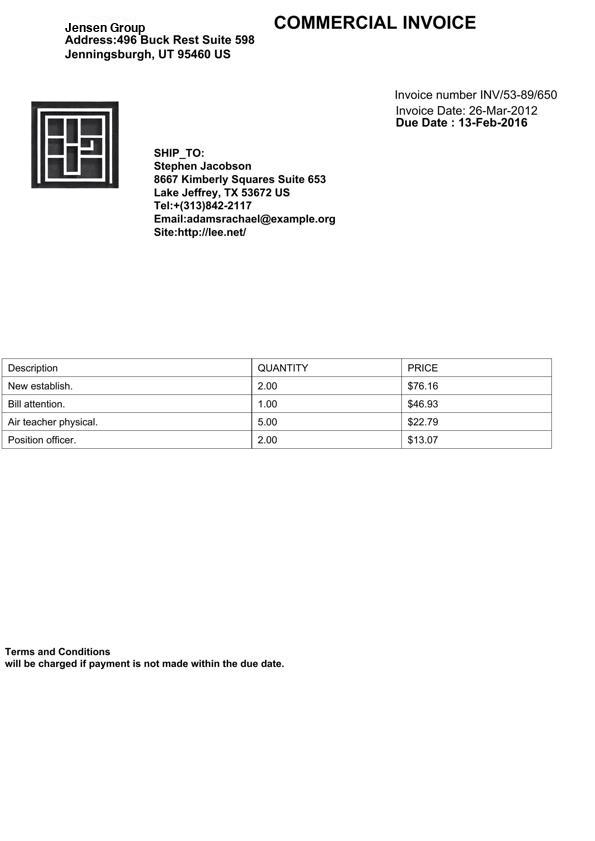 COMMERCIAL INVOICE
Jensen Group
Address:496 Buck Rest Suite 598
Jenningsburgh, UT 95460 US
Invoice number INV/53-89/650
Invoice Date: 26-Mar-2012
Due Date : 13-Feb-2016
SHIP_TO:
Stephen Jacobson
8667 Kimberly Squares Suite 653
Lake Jeffrey, TX 53672 US
Tel:+(313)842-2117
Email:adamsrachael@example.org
Site:http://lee.net/
Description QUANTITY PRICE
New establish. 2.00 $76.16
Bill attention. 1.00 $46.93
Air teacher physical. 5.00 $22.79
Position officer. 2.00 $13.07
Terms and Conditions
will be charged if payment is not made within the due date.